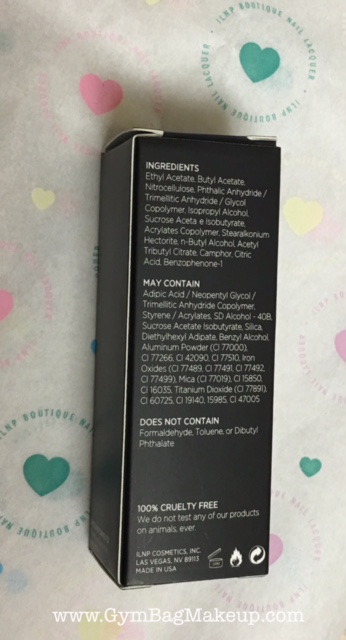 ILNP BOUTIQUE NAIL LACQUER
INGREDIENTS
Ethyl Acetate, Butyl Acetate,
Nitrocellulose, Phthalic Anhydride /
Trimellitic Anhydride / Glycol
Copolymer, Isopropyl Alcohol,
Sucrose Aceta e Isobutyrate,
Acrylates Copolymer, Stearalkonium
Hectorite, n-Butyl Alcohol, Acetyl
Tributyl Citrate, Camphor, Citric
Acid, Benzophenone-1
MAY CONTAIN
Adipic Acid / Neopentyl Glycol /
Trimellitic Anhydride Copolymer,
Styrene / Acrylates, SD Alcohol - 40B,
Sucrose Acetate Isobutyrate, Silica,
Diethylhexyl Adipate, Benzyl Alcohol,
Aluminum Powder (CI 77000),
CI 77266, CI 42090, CI 77510, Iron
Oxides (CI 77489, CI 77491, CI 77492,
CI 77499), Mica (CI 77019), CI 15850,
CI 16035, Titanium Dioxide (CI 77891),
CI 60725, CI 19140, 15985, CI 47005
DOES NOT CONTAIN
Formaldehyde, Toluene, or Dibutyl
Phthalate
100% CRUELTY FREE
We do not test any of our products
on animals, ever.
ILNP COSMETICS, INC.
LAS VEGAS, NV 89113
MADE IN USA
ILNP BOUTIQUE NAIL
www.GymBagMakeup.com